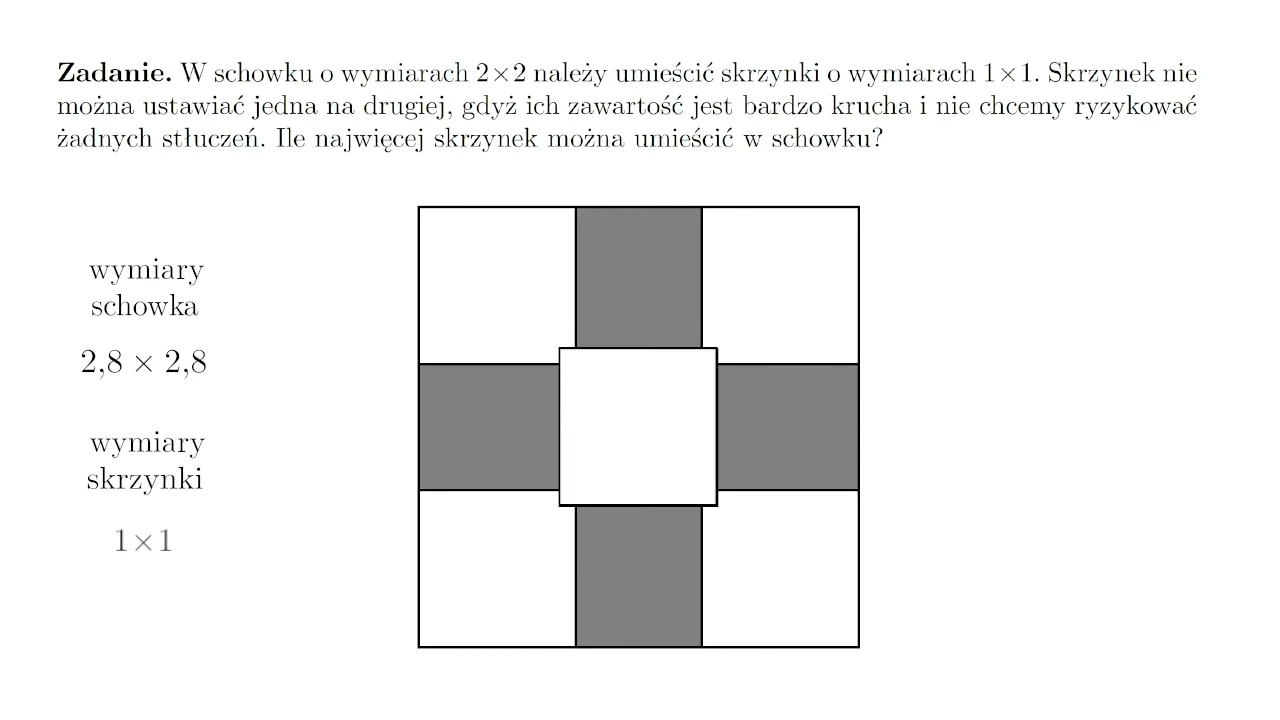 Zadanie. W schowku o wymiarach 2×2 należy umieścić skrzynki o wymiarach 1×1. Skrzynek nie
można ustawiać jedna na drugiej, gdyż ich zawartość jest bardzo krucha i nie chcemy ryzykować
żadnych stłuczeń. Ile najwięcej skrzynek można umieścić w schowku?
wymiary
schowka
2,8 × 2,8
wymiary
skrzynki
1×1